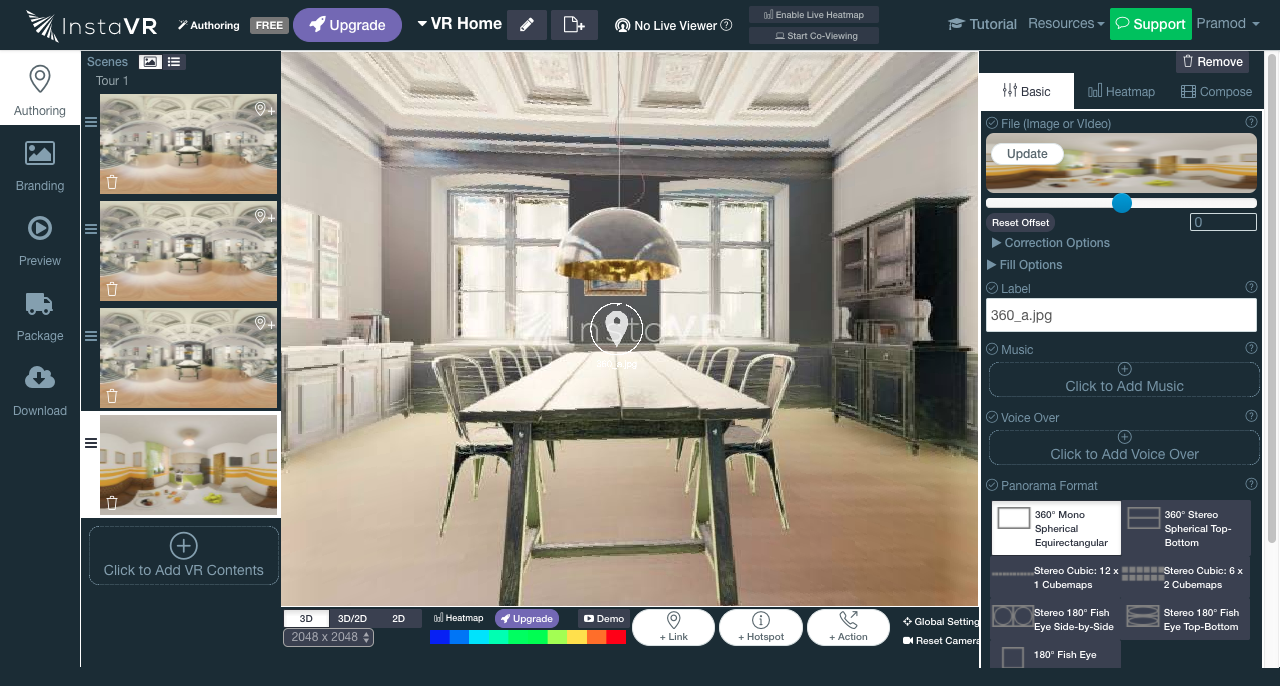 InstaVR
Authoring
FREE
Upgrade
VR Home
No Live Viewer
Enable Live Heatmap
Start Co-Viewing
Tutorial
Resources
Support
Pramod
Authoring
Branding
Preview
Package
Download
Scenes
Tour 1
Click to Add VR Contents
InstaVR
3D
3D/2D
2D
2048 x 2048
Heatmap
Upgrade
Demo
+ Link
+ Hotspot
+ Action
Global Setting
Reset Camera
Remove
Basic
Heatmap
Compose
File (Image or VIdeo)
Update
Reset Offset
0
Correction Options
Fill Options
Label
360_a.jpg
Music
Click to Add Music
Voice Over
Click to Add Voice Over
Panorama Format
360° Mono
Spherical
Equirectangular
360° Stereo
Spherical Top-
Bottom
Stereo Cubic: 12 x
1 Cubemaps
Stereo Cubic: 6 x
2 Cubemaps
Stereo 180° Fish
Eye Side-by-Side
Stereo 180° Fish
Eye Top-Bottom
180° Fish Eye